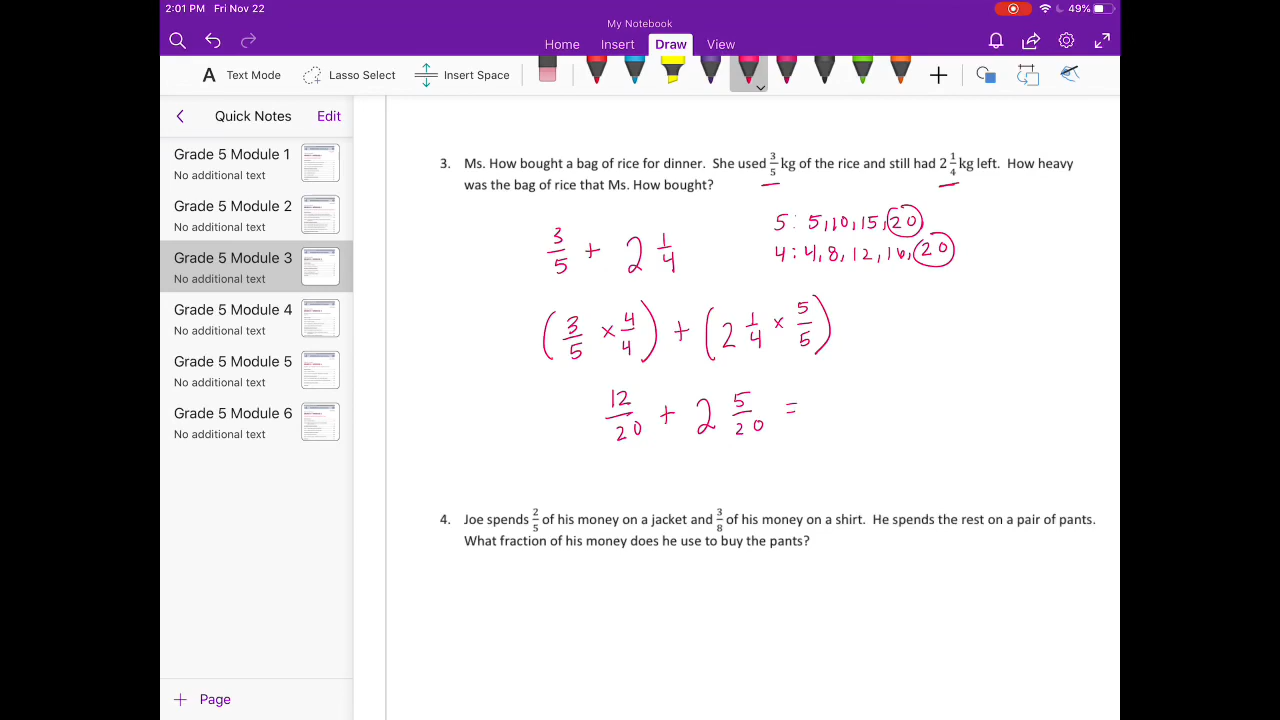 2:01 PM Fri Nov 22
49%
My Notebook
Home Insert Draw View
A Text Mode Lasso Select Insert Space
Quick Notes Edit
Grade 5 Module 1
No additional text
Grade 5 Module 2
No additional text
Grade 5 Module 3
No additional text
Grade 5 Module 4
No additional text
Grade 5 Module 5
No additional text
Grade 5 Module 6
No additional text
+ Page
3. Ms. How bought a bag of rice for dinner. She used 3/5 kg of the rice and still had 2 1/4 kg left. How heavy
was the bag of rice that Ms. How bought?
5: 5, 10, 15, 20
4: 4, 8, 12, 16, 20
3/5 + 2 1/4
(3/5 × 4/4) + (2 1/4 × 5/5)
12/20 + 2 5/20 =
4. Joe spends 2/5 of his money on a jacket and 3/8 of his money on a shirt. He spends the rest on a pair of pants.
What fraction of his money does he use to buy the pants?